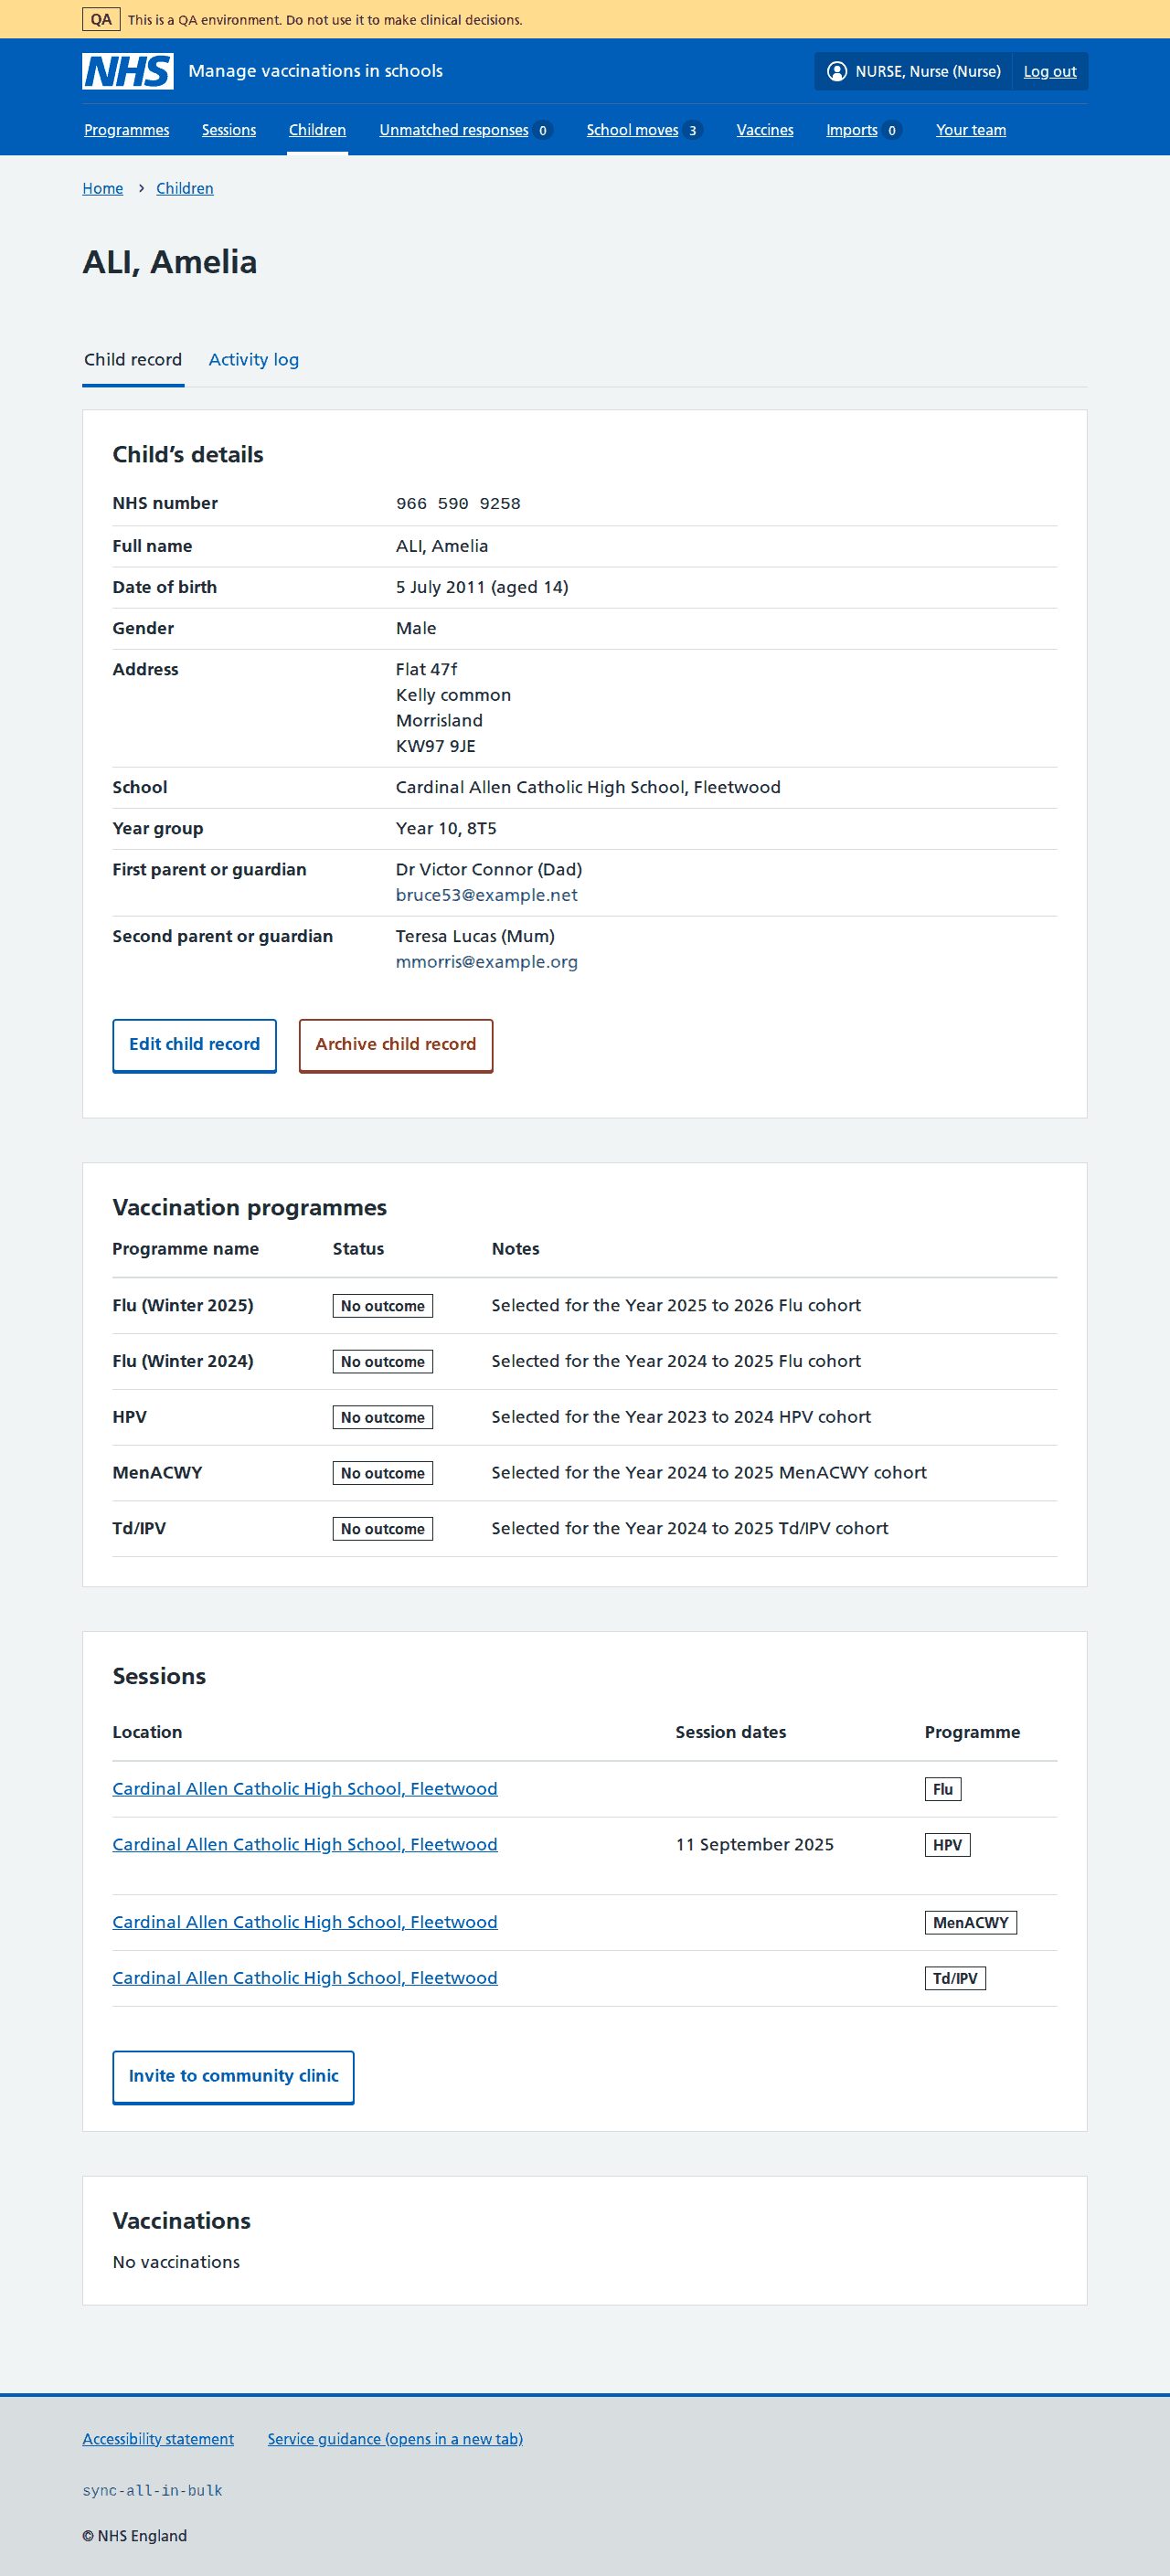 QA This is a QA environment. Do not use it to make clinical decisions.
NHS Manage vaccinations in schools NURSE, Nurse (Nurse) Log out
Programmes Sessions Children Unmatched responses 0 School moves 3 Vaccines Imports 0 Your team
Home › Children
ALI, Amelia
Child record Activity log
Child’s details
NHS number 966 590 9258
Full name ALI, Amelia
Date of birth 5 July 2011 (aged 14)
Gender Male
Address Flat 47f
Kelly common
Morrisland
KW97 9JE
School Cardinal Allen Catholic High School, Fleetwood
Year group Year 10, 8T5
First parent or guardian Dr Victor Connor (Dad)
bruce53@example.net
Second parent or guardian Teresa Lucas (Mum)
mmorris@example.org
Edit child record Archive child record
Vaccination programmes
Programme name Status Notes
Flu (Winter 2025) No outcome Selected for the Year 2025 to 2026 Flu cohort
Flu (Winter 2024) No outcome Selected for the Year 2024 to 2025 Flu cohort
HPV No outcome Selected for the Year 2023 to 2024 HPV cohort
MenACWY No outcome Selected for the Year 2024 to 2025 MenACWY cohort
Td/IPV No outcome Selected for the Year 2024 to 2025 Td/IPV cohort
Sessions
Location Session dates Programme
Cardinal Allen Catholic High School, Fleetwood Flu
Cardinal Allen Catholic High School, Fleetwood 11 September 2025 HPV
Cardinal Allen Catholic High School, Fleetwood MenACWY
Cardinal Allen Catholic High School, Fleetwood Td/IPV
Invite to community clinic
Vaccinations
No vaccinations
Accessibility statement Service guidance (opens in a new tab)
sync-all-in-bulk
© NHS England